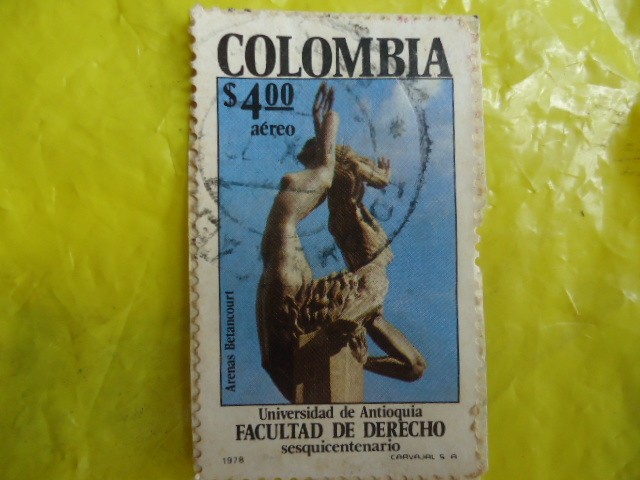 COLOMBIA
$4.00
aéreo
Arenas Betancourt
Universidad de Antioquia
FACULTAD DE DERECHO
sesquicentenario
1978 CARVAJAL S A